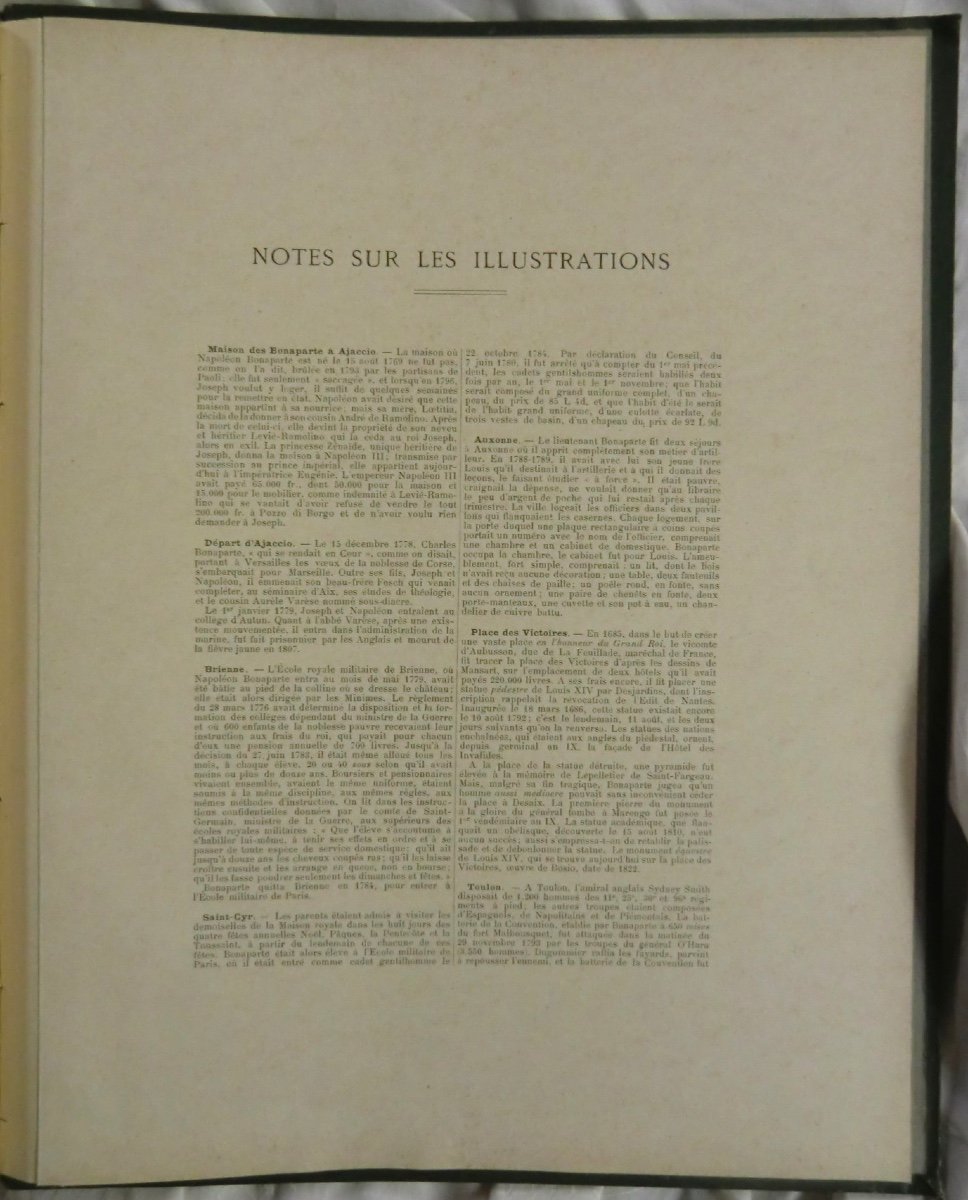 NOTES SUR LES ILLUSTRATIONS
Maison des Bonaparte à Ajaccio. — La maison où
Napoléon Bonaparte est né le 15 août 1769 ne fut pas,
comme on l'a dit, brûlée en 1793 par les partisans de
Paoli; elle fut seulement « saccagée », et lorsqu'en 1796,
Joseph voulut y loger, il suffit de quelques semaines
pour la remettre en état. Napoléon avait désiré que cette
maison appartint à sa nourrice; mais sa mère, Lœtitia,
décida de la donner à son cousin André de Ramolino. Après
la mort de celui-ci, elle devint la propriété de son neveu
et héritier Levie-Ramolino qui la céda au roi Joseph,
alors en exil. La princesse Zénaïde, unique héritière de
Joseph, donna la maison à Napoléon III; transmise par
succession au prince impérial, elle appartient aujour-
d'hui à l'impératrice Eugénie. L'empereur Napoléon III
avait payé 65.000 fr., dont 50.000 pour la maison et
15.000 pour le mobilier, comme indemnité à Levié-Ramo-
lino qui se vantait d'avoir refusé de vendre le tout
200.000 fr. à Pozzo di Borgo et de n'avoir voulu rien
demander à Joseph.
Départ d'Ajaccio. — Le 15 décembre 1778, Charles
Bonaparte, « qui se rendait en Cour », comme on disait,
portant à Versailles les vœux de la noblesse de Corse,
s'embarquait pour Marseille. Outre ses fils, Joseph et
Napoléon, il emmenait son beau-frère Fesch qui venait
compléter, au séminaire d'Aix, ses études de théologie,
et le cousin Aurèle Varèse nommé sous-diacre.
Le 1er janvier 1779, Joseph et Napoléon entraient au
collège d'Autun. Quant à l'abbé Varèse, après une exis-
tence mouvementée, il entra dans l'administration de la
marine, fut fait prisonnier par les Anglais et mourut de
la fièvre jaune en 1807.
Brienne. — L'École royale militaire de Brienne, où
Napoléon Bonaparte entra au mois de mai 1779, avait
été bâtie au pied de la colline où se dresse le château;
elle était alors dirigée par les Minimes. Le règlement
du 28 mars 1776 avait déterminé la disposition et la for-
mation des collèges dépendant du ministre de la Guerre
et où 600 enfants de la noblesse pauvre recevaient leur
instruction aux frais du roi, qui payait pour chacun
d'eux une pension annuelle de 700 livres. Jusqu'à la
décision du 27 juin 1783, il était même alloué tous les
mois, à chaque élève, 20 ou 40 sous selon qu'il avait
moins ou plus de douze ans. Boursiers et pensionnaires
vivaient ensemble, avaient le même uniforme, étaient
soumis à la même discipline, aux mêmes règles, aux
mêmes méthodes d'instruction. On lit dans les instruc-
tions confidentielles données par le comte de Saint-
Germain, ministre de la Guerre, aux supérieurs des
écoles royales militaires : « Que l'élève s'accoutume à
s'habiller lui-même, à tenir ses effets en ordre et à se
passer de toute espèce de service domestique; qu'il ait
jusqu'à douze ans les cheveux coupés ras; qu'il les laisse
croître ensuite et les arrange en queue, non en bourse;
qu'il les fasse poudrer seulement les dimanches et fêtes. »
Bonaparte quitta Brienne en 1784, pour entrer à
l'École militaire de Paris.
Saint-Cyr. — Les parents étaient admis à visiter les
demoiselles de la Maison royale dans les huit jours des
quatre fêtes annuelles Noël, Pâques, la Pentecôte et la
Toussaint, à partir du lendemain de chacune de ces
fêtes. Bonaparte était alors élève à l'École militaire de
Paris, où il était entré comme cadet gentilhomme le
22 octobre 1784. Par déclaration du Conseil, du
7 juin 1780, il fut arrêté qu'à compter du 1er mai précé-
dent, les cadets gentilshommes seraient habillés deux
fois par an, le 1er mai et le 1er novembre; que l'habit
serait composé du grand uniforme complet, d'un cha-
peau, du prix de 85 L 4d, et que l'habit d'été le serait
de l'habit grand uniforme, d'une culotte écarlate, de
trois vestes de basin, d'un chapeau du prix de 92 L 9d.
Auxonne. — Le lieutenant Bonaparte fit deux séjours
à Auxonne où il apprit complètement son métier d'artil-
leur. En 1788-1789, il avait avec lui son jeune frère
Louis qu'il destinait à l'artillerie et à qui il donnait des
leçons, le faisant étudier « à force ». Il était pauvre,
craignait la dépense, ne voulait donner qu'au libraire
le peu d'argent de poche qui lui restait après chaque
trimestre. La ville logeait les officiers dans deux pavil-
lons qui flanquaient les casernes. Chaque logement, sur
la porte duquel une plaque rectangulaire à coins coupés
portait un numéro avec le nom de l'officier, comprenait
une chambre et un cabinet de domestique. Bonaparte
occupa la chambre, le cabinet fut pour Louis. L'ameu-
blement, fort simple, comprenait : un lit, dont le bois
n'avait reçu aucune décoration; une table, deux fauteuils
et des chaises de paille; un poêle rond, en fonte, sans
aucun ornement; une paire de chenêts en fonte, deux
porte-manteaux, une cuvette et son pot à eau, un chan-
delier de cuivre battu.
Place des Victoires. — En 1685, dans le but de créer
une vaste place en l'honneur du Grand Roi, le vicomte
d'Aubusson, duc de La Feuillade, maréchal de France,
fit tracer la place des Victoires d'après les dessins de
Mansart, sur l'emplacement de deux hôtels qu'il avait
payés 220.000 livres. A ses frais encore, il fit placer une
statue pédestre de Louis XIV par Desjardins, dont l'ins-
cription rappelait la révocation de l'Édit de Nantes.
Inaugurée le 18 mars 1686, cette statue existait encore
le 10 août 1792; c'est le lendemain, 11 août, et les deux
jours suivants qu'on la renversa. Les statues des nations
enchaînées, qui étaient aux angles du piédestal, ornent,
depuis germinal an IX, la façade de l'Hôtel des
Invalides.
A la place de la statue détruite, une pyramide fut
élevée à la mémoire de Lepelletier de Saint-Fargeau.
Mais, malgré sa fin tragique, Bonaparte jugea qu'un
homme aussi médiocre pouvait sans inconvénient céder
la place à Desaix. La première pierre du monument
à la gloire du général tombé à Marengo fut posée le
1er vendémiaire an IX. La statue académique, que flan-
quait un obélisque, découverte le 15 août 1810, n'eut
aucun succès; aussi s'empressa-t-on de rétablir la palis-
sade et de déboulonner la statue. Le monument équestre
de Louis XIV, qui se trouve aujourd'hui sur la place des
Victoires, œuvre de Bosio, date de 1822.
Toulon. — A Toulon, l'amiral anglais Sydney Smith
disposait de 1.200 hommes des 11e, 25e, 30e et 96e régi-
ments à pied; les autres troupes étaient composées
d'Espagnols, de Napolitains et de Piémontais. La bat-
terie de la Convention, établie par Bonaparte à 650 toises
du fort Malbousquet, fut attaquée dans la matinée du
29 novembre 1793 par les troupes du général O'Hara
(3.550 hommes). Dugommier rallia les fuyards, parvint
à repousser l'ennemi, et la batterie de la Convention fut